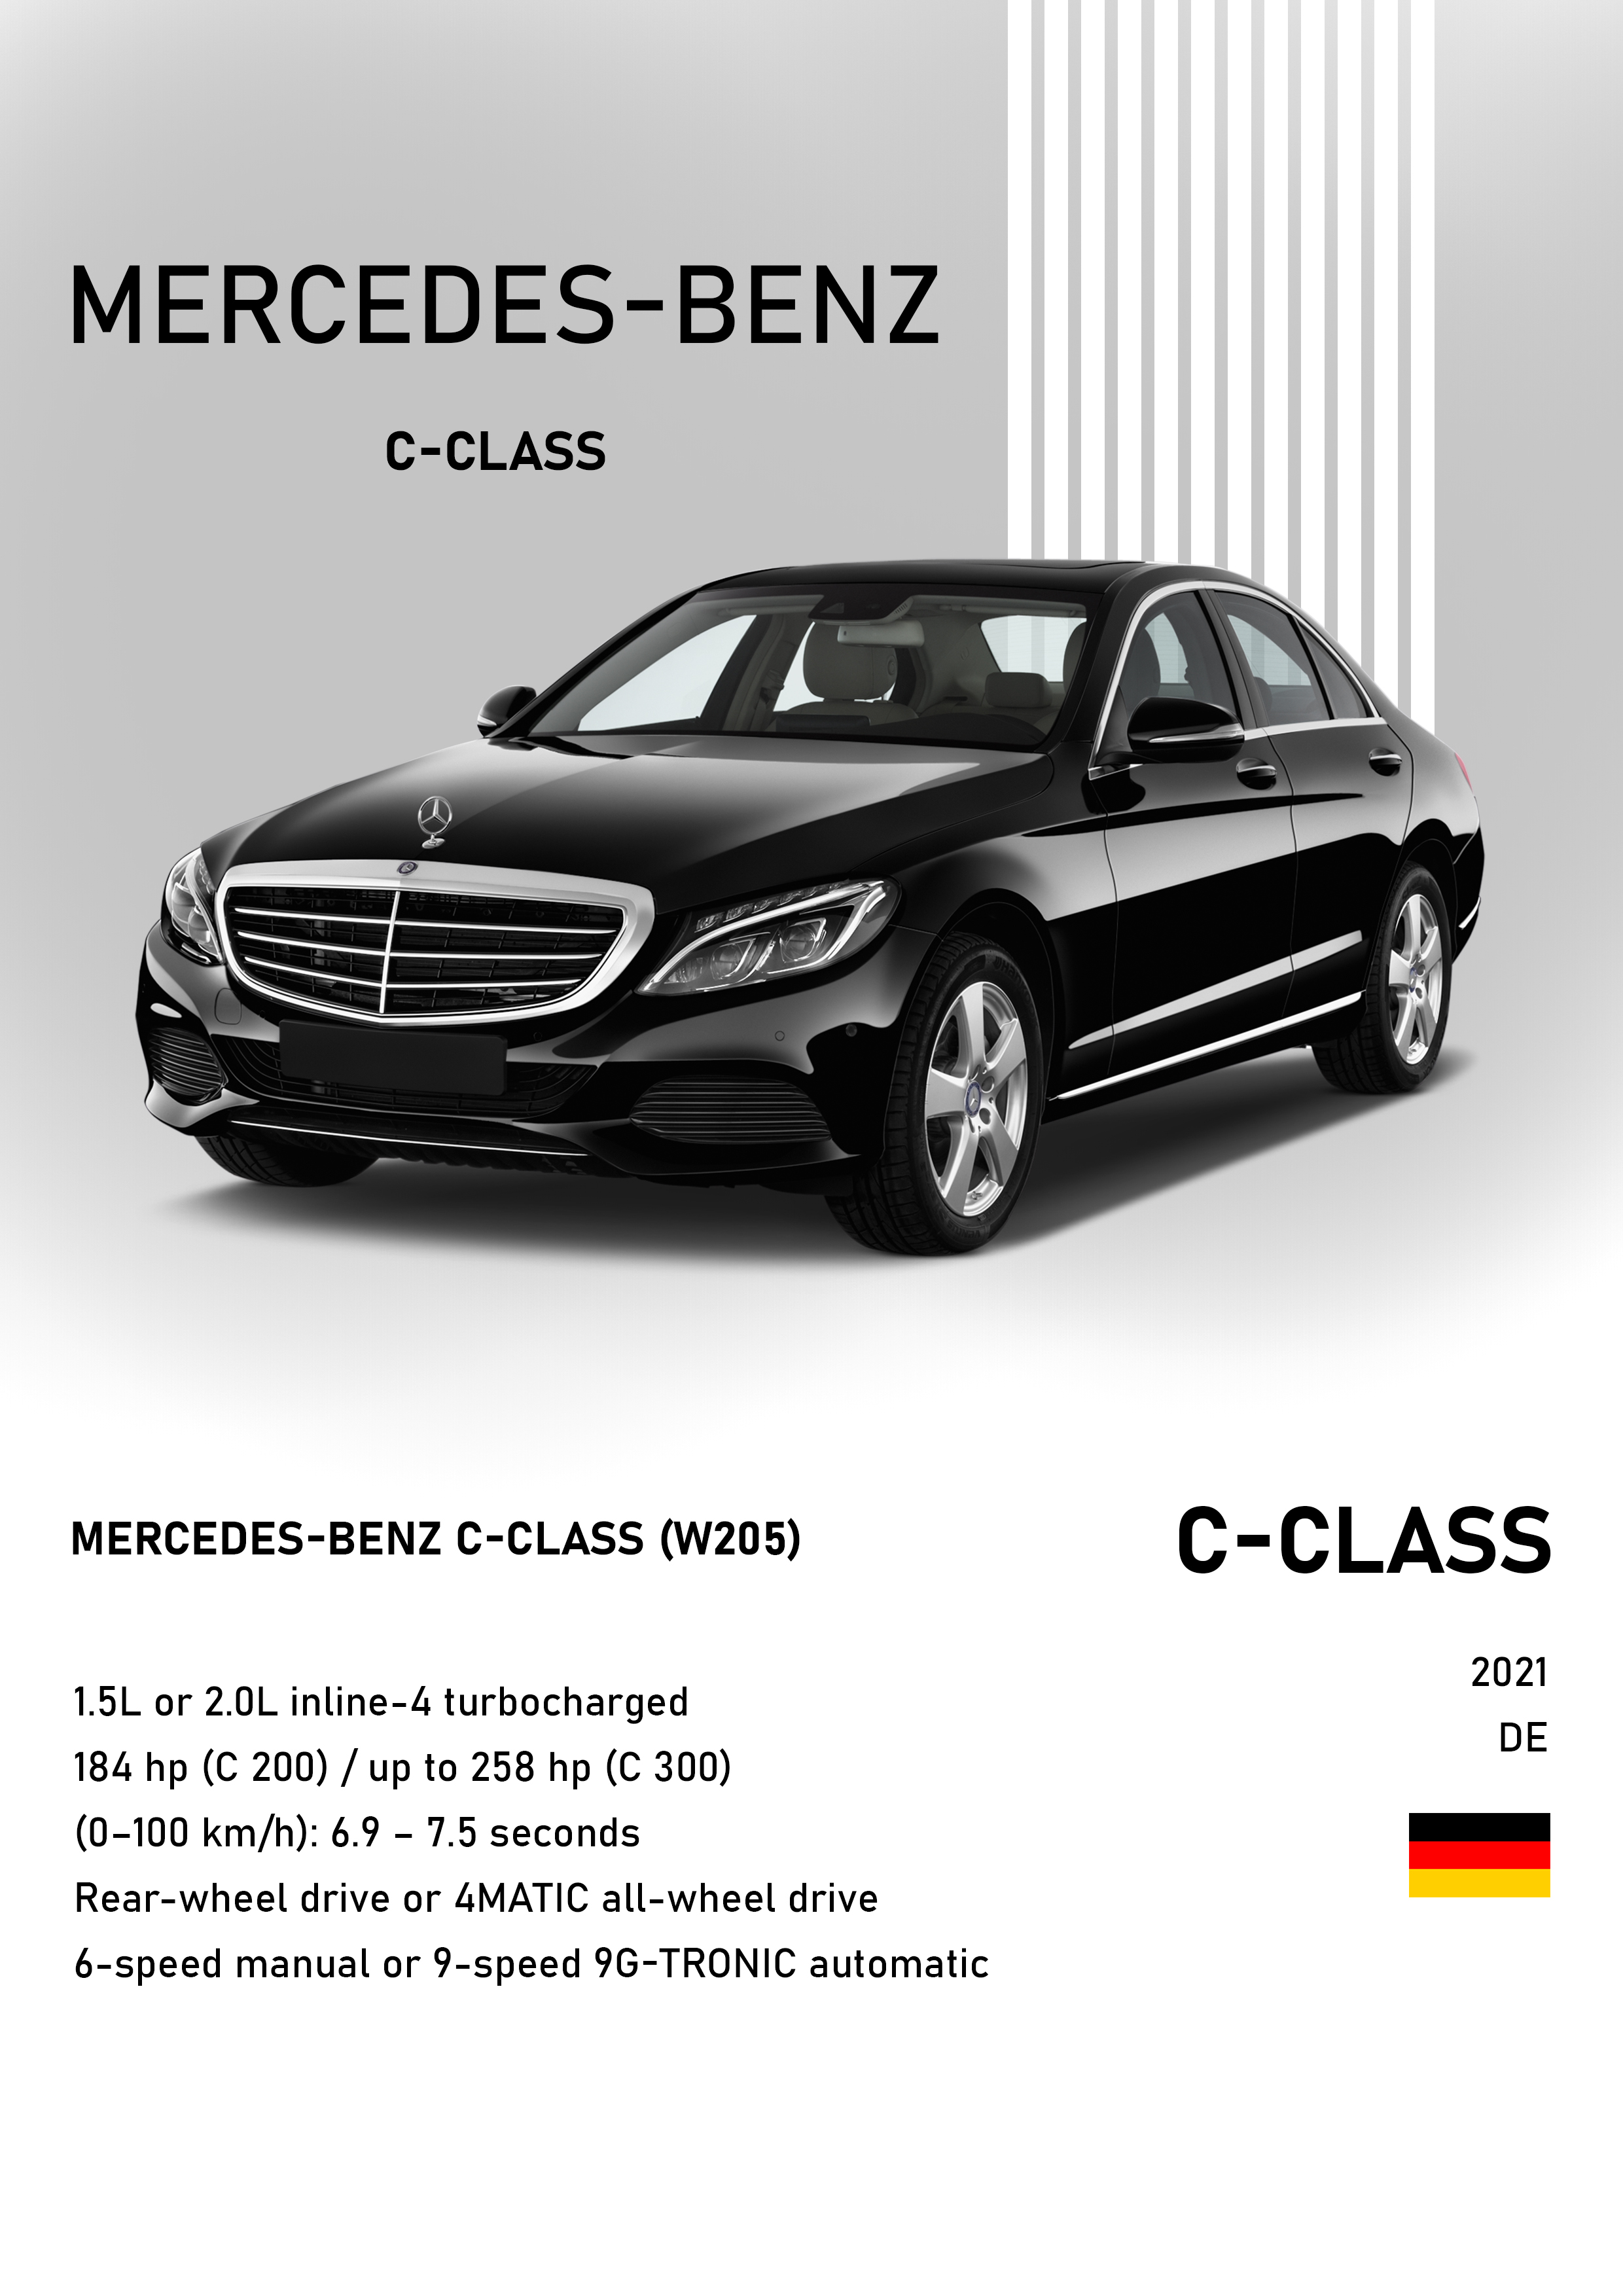 MERCEDES-BENZ
C-CLASS
MERCEDES-BENZ C-CLASS (W205)
C-CLASS
1.5L or 2.0L inline-4 turbocharged
184 hp (C 200) / up to 258 hp (C 300)
(0–100 km/h): 6.9 – 7.5 seconds
Rear-wheel drive or 4MATIC all-wheel drive
6-speed manual or 9-speed 9G-TRONIC automatic
2021
DE